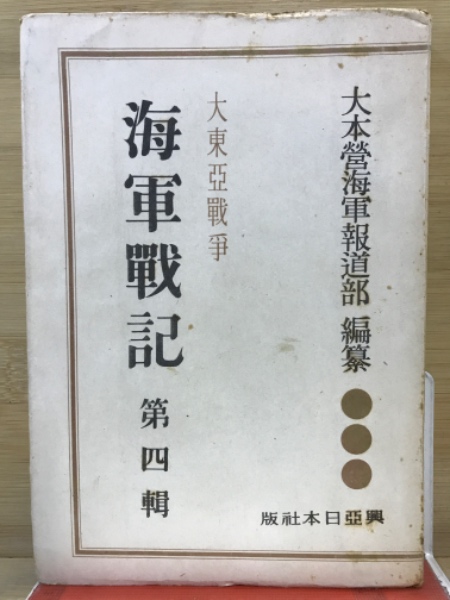 大本營海軍報道部 編纂
大東亞戰爭
海軍戰記 第四輯
興亞日本社版